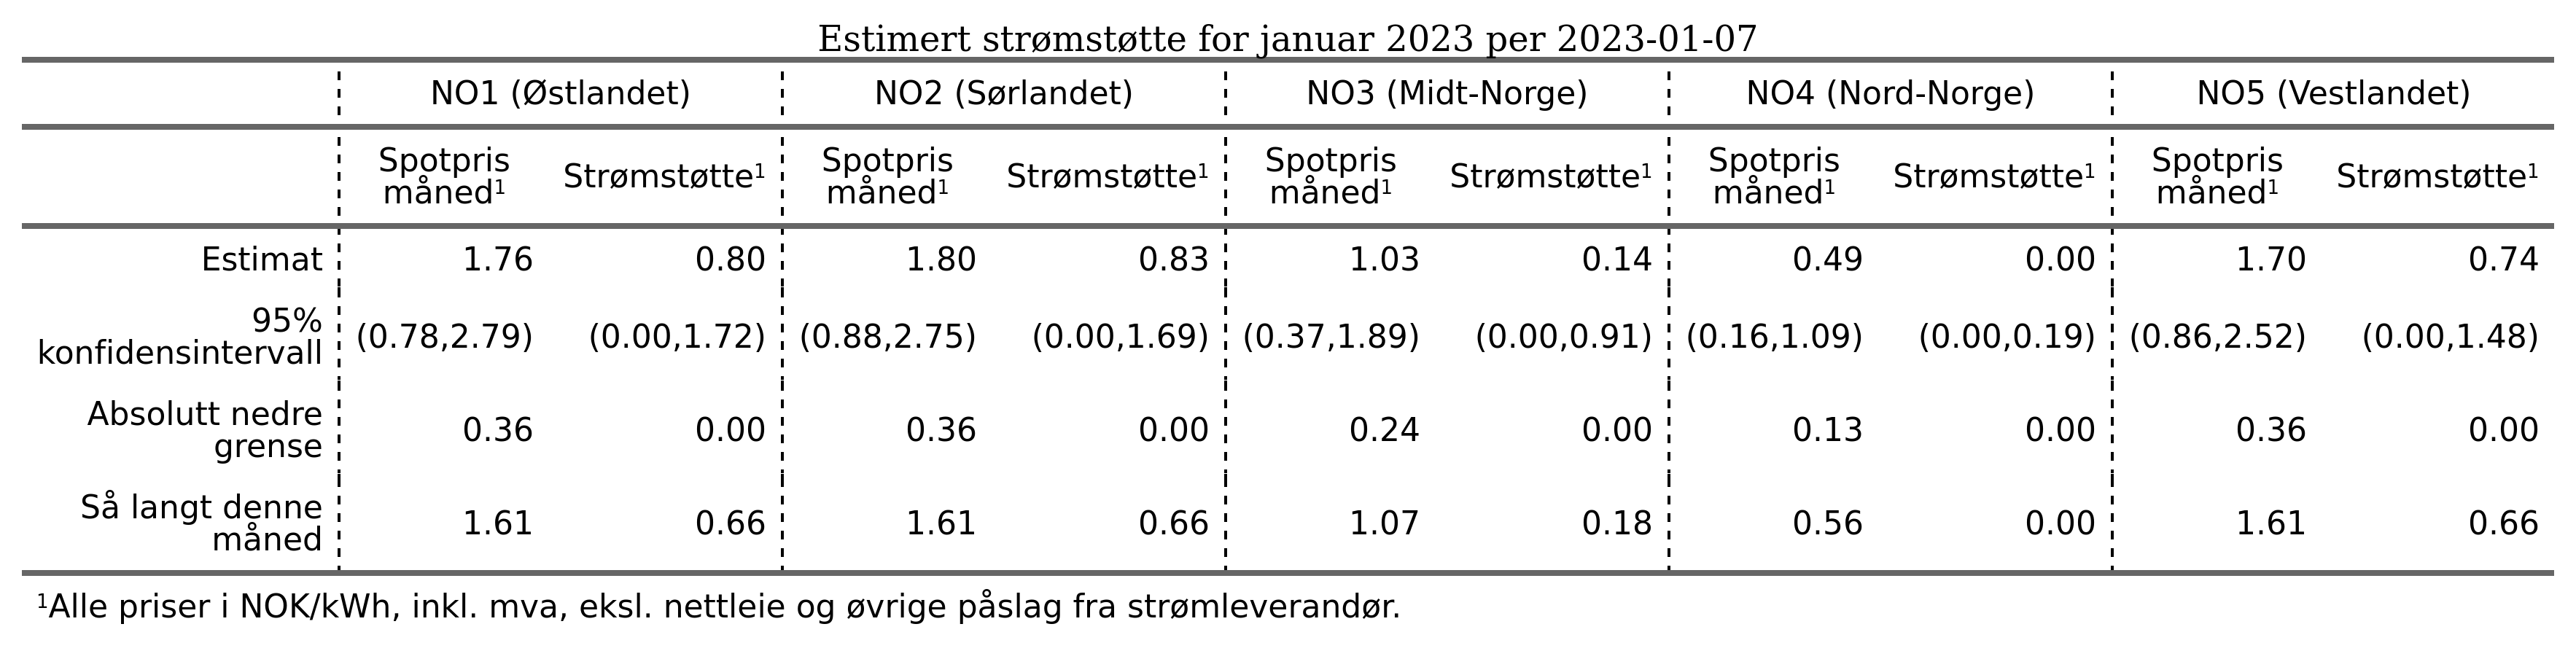 Estimert strømstøtte for januar 2023 per 2023-01-07
NO1 (Østlandet) NO2 (Sørlandet) NO3 (Midt-Norge) NO4 (Nord-Norge) NO5 (Vestlandet)
Spotpris måned¹ Strømstøtte¹ Spotpris måned¹ Strømstøtte¹ Spotpris måned¹ Strømstøtte¹ Spotpris måned¹ Strømstøtte¹ Spotpris måned¹ Strømstøtte¹
Estimat 1.76 0.80 1.80 0.83 1.03 0.14 0.49 0.00 1.70 0.74
95% konfidensintervall (0.78,2.79) (0.00,1.72) (0.88,2.75) (0.00,1.69) (0.37,1.89) (0.00,0.91) (0.16,1.09) (0.00,0.19) (0.86,2.52) (0.00,1.48)
Absolutt nedre grense 0.36 0.00 0.36 0.00 0.24 0.00 0.13 0.00 0.36 0.00
Så langt denne måned 1.61 0.66 1.61 0.66 1.07 0.18 0.56 0.00 1.61 0.66
¹Alle priser i NOK/kWh, inkl. mva, eksl. nettleie og øvrige påslag fra strømleverandør.